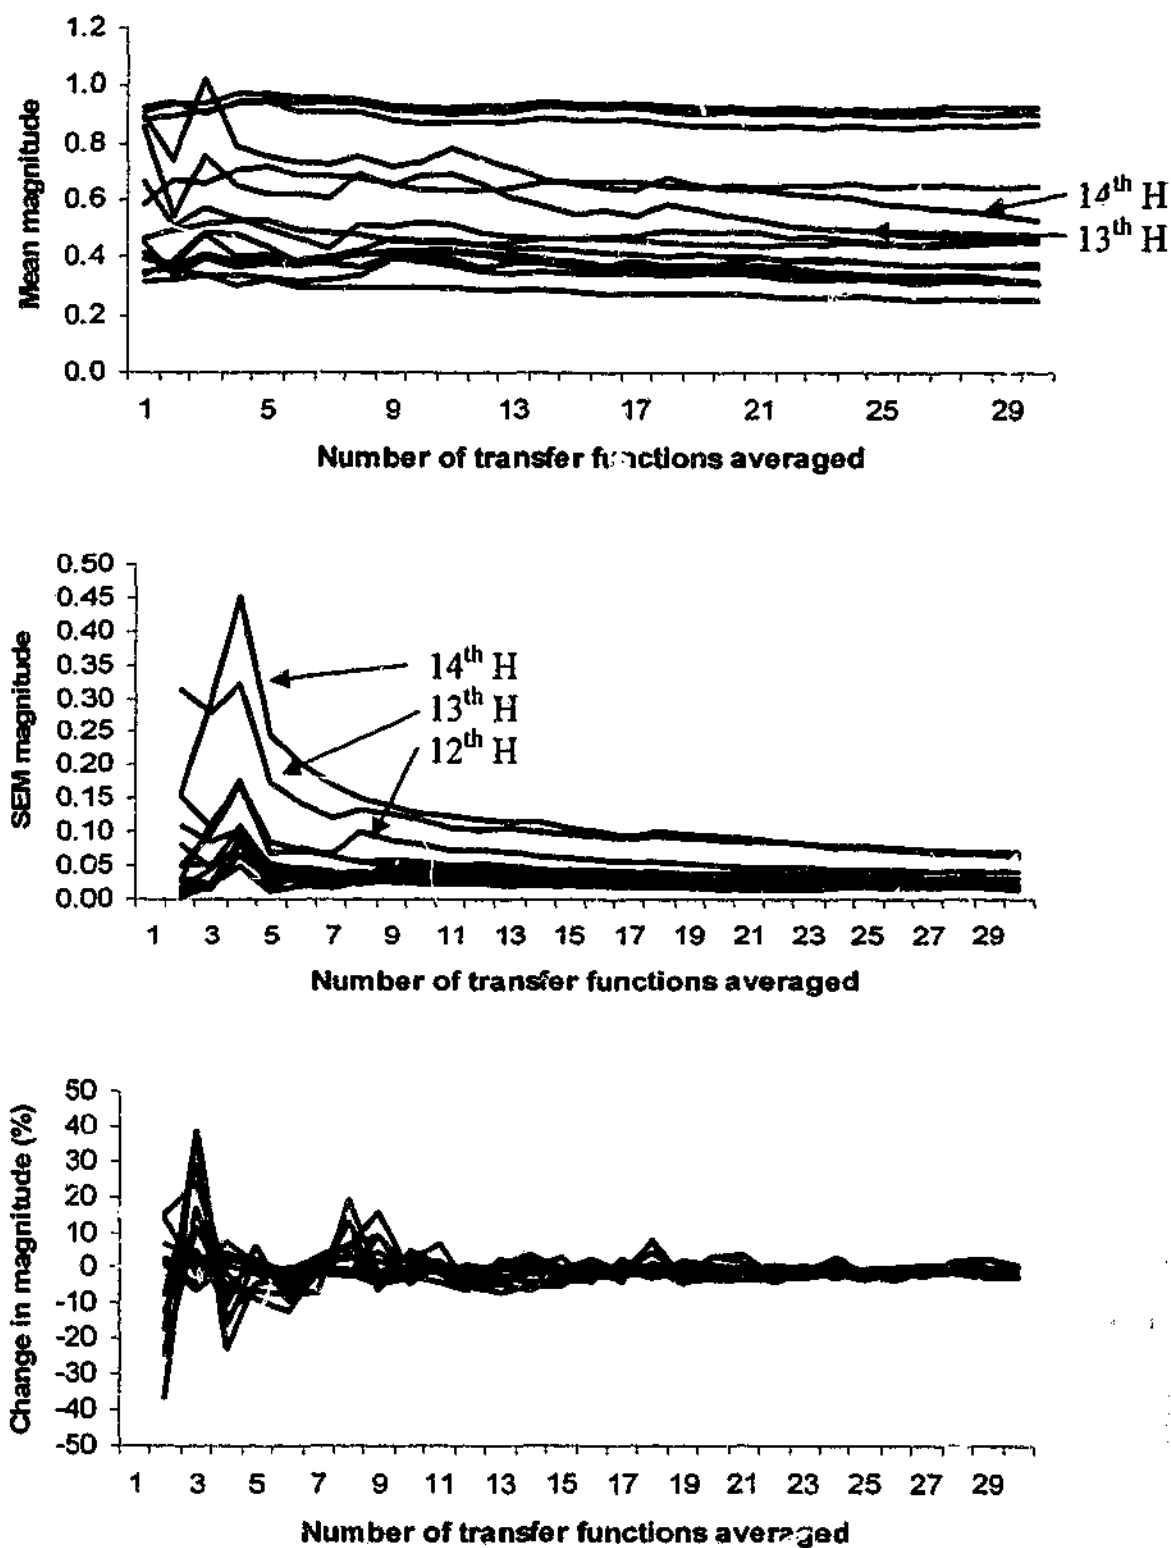 Mean magnitude
1.2
1.0
0.8
0.6
0.4
0.2
0.0
14th H
13th H
1 5 9 13 17 21 25 29
Number of transfer functions averaged
SEM magnitude
0.50
0.45
0.40
0.35
0.30
0.25
0.20
0.15
0.10
0.05
0.00
14th H
13th H
12th H
1 3 5 7 9 11 13 15 17 19 21 23 25 27 29
Number of transfer functions averaged
Change in magnitude (%)
50
40
30
20
10
0
-10
-20
-30
-40
-50
1 3 5 7 9 11 13 15 17 19 21 23 25 27 29
Number of transfer functions averaged